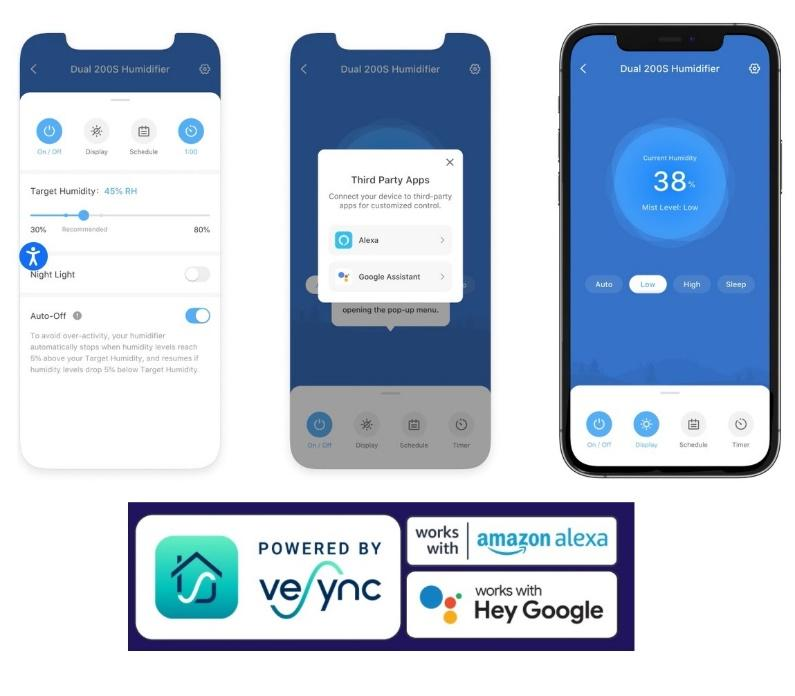 Dual 200S Humidifier
On / Off
Display
Schedule
1:00
Target Humidity: 45% RH
30%
Recommended
80%
Night Light
Auto-Off
To avoid over-activity, your humidifier
automatically stops when humidity levels reach
5% above your Target Humidity, and resumes if
humidity levels drop 5% below Target Humidity.
Dual 200S Humidifier
Third Party Apps
Connect your device to third-party
apps for customized control.
Alexa
Google Assistant
opening the pop-up menu.
On / Off
Display
Schedule
Timer
Dual 200S Humidifier
Current Humidity
38%
Mist Level: Low
Auto
Low
High
Sleep
On / Off
Display
Schedule
Timer
POWERED BY
vesync
works
with
amazon alexa
works with
Hey Google